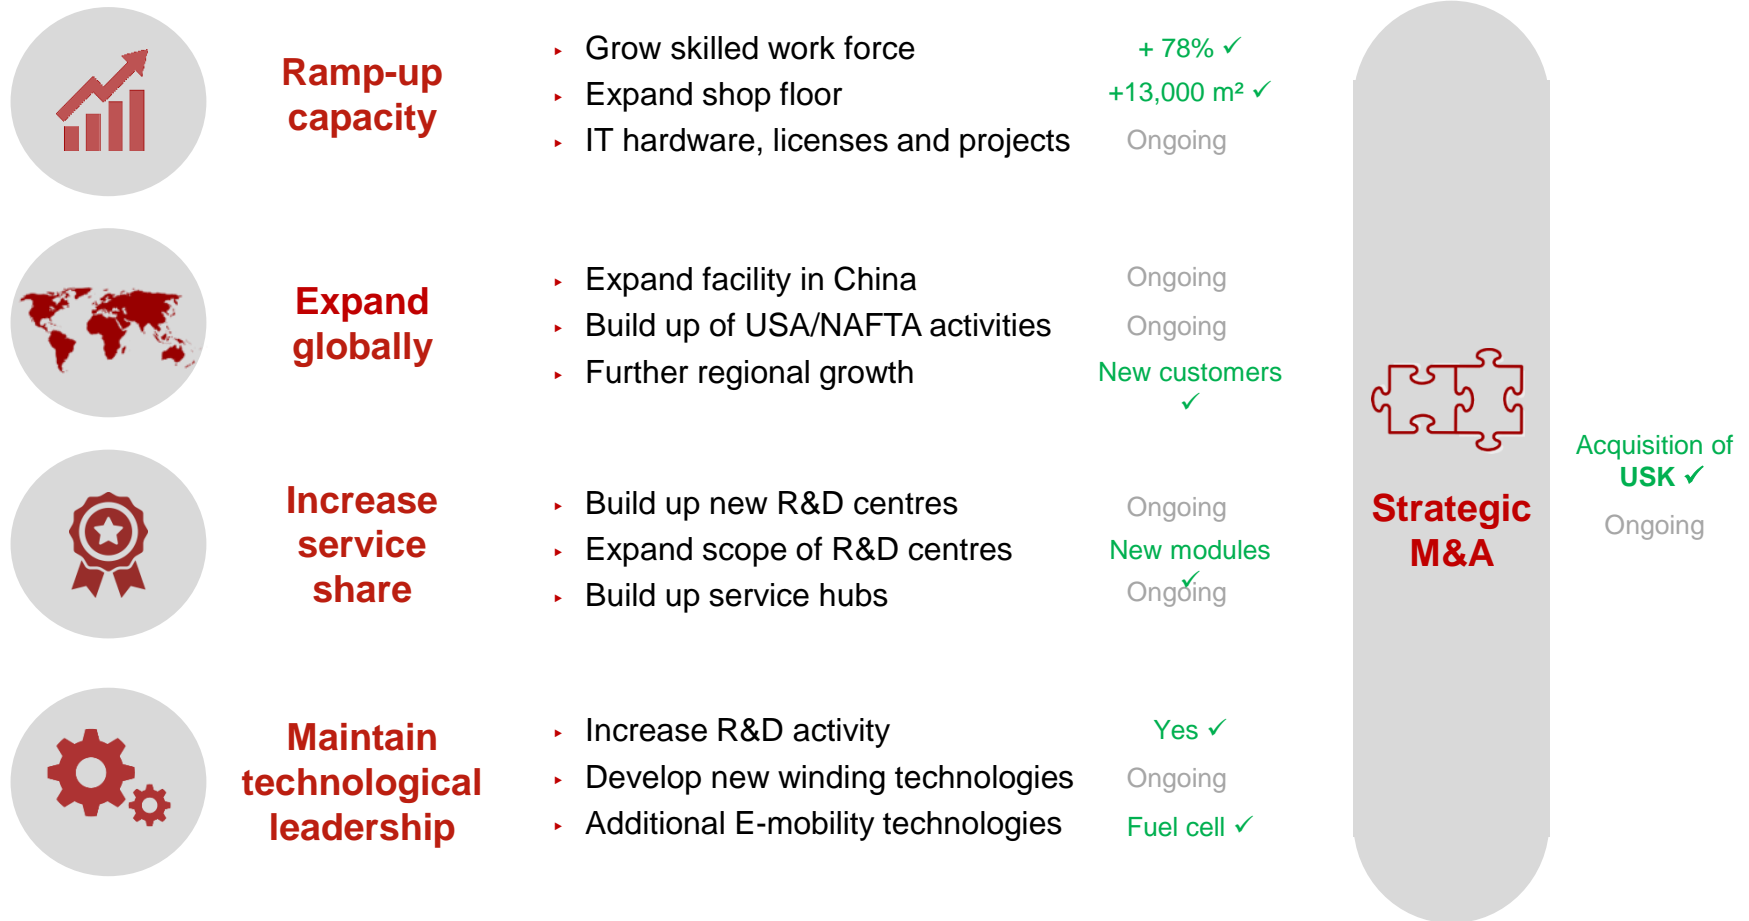 Ramp-up
capacity
▸ Grow skilled work force + 78% ✓
▸ Expand shop floor +13,000 m² ✓
▸ IT hardware, licenses and projects Ongoing
Expand
globally
▸ Expand facility in China Ongoing
▸ Build up of USA/NAFTA activities Ongoing
▸ Further regional growth New customers
✓
Increase
service
share
▸ Build up new R&D centres Ongoing
▸ Expand scope of R&D centres New modules
✓
▸ Build up service hubs Ongoing
Maintain
technological
leadership
▸ Increase R&D activity Yes ✓
▸ Develop new winding technologies Ongoing
▸ Additional E-mobility technologies Fuel cell ✓
Strategic
M&A
Acquisition of
USK ✓
Ongoing